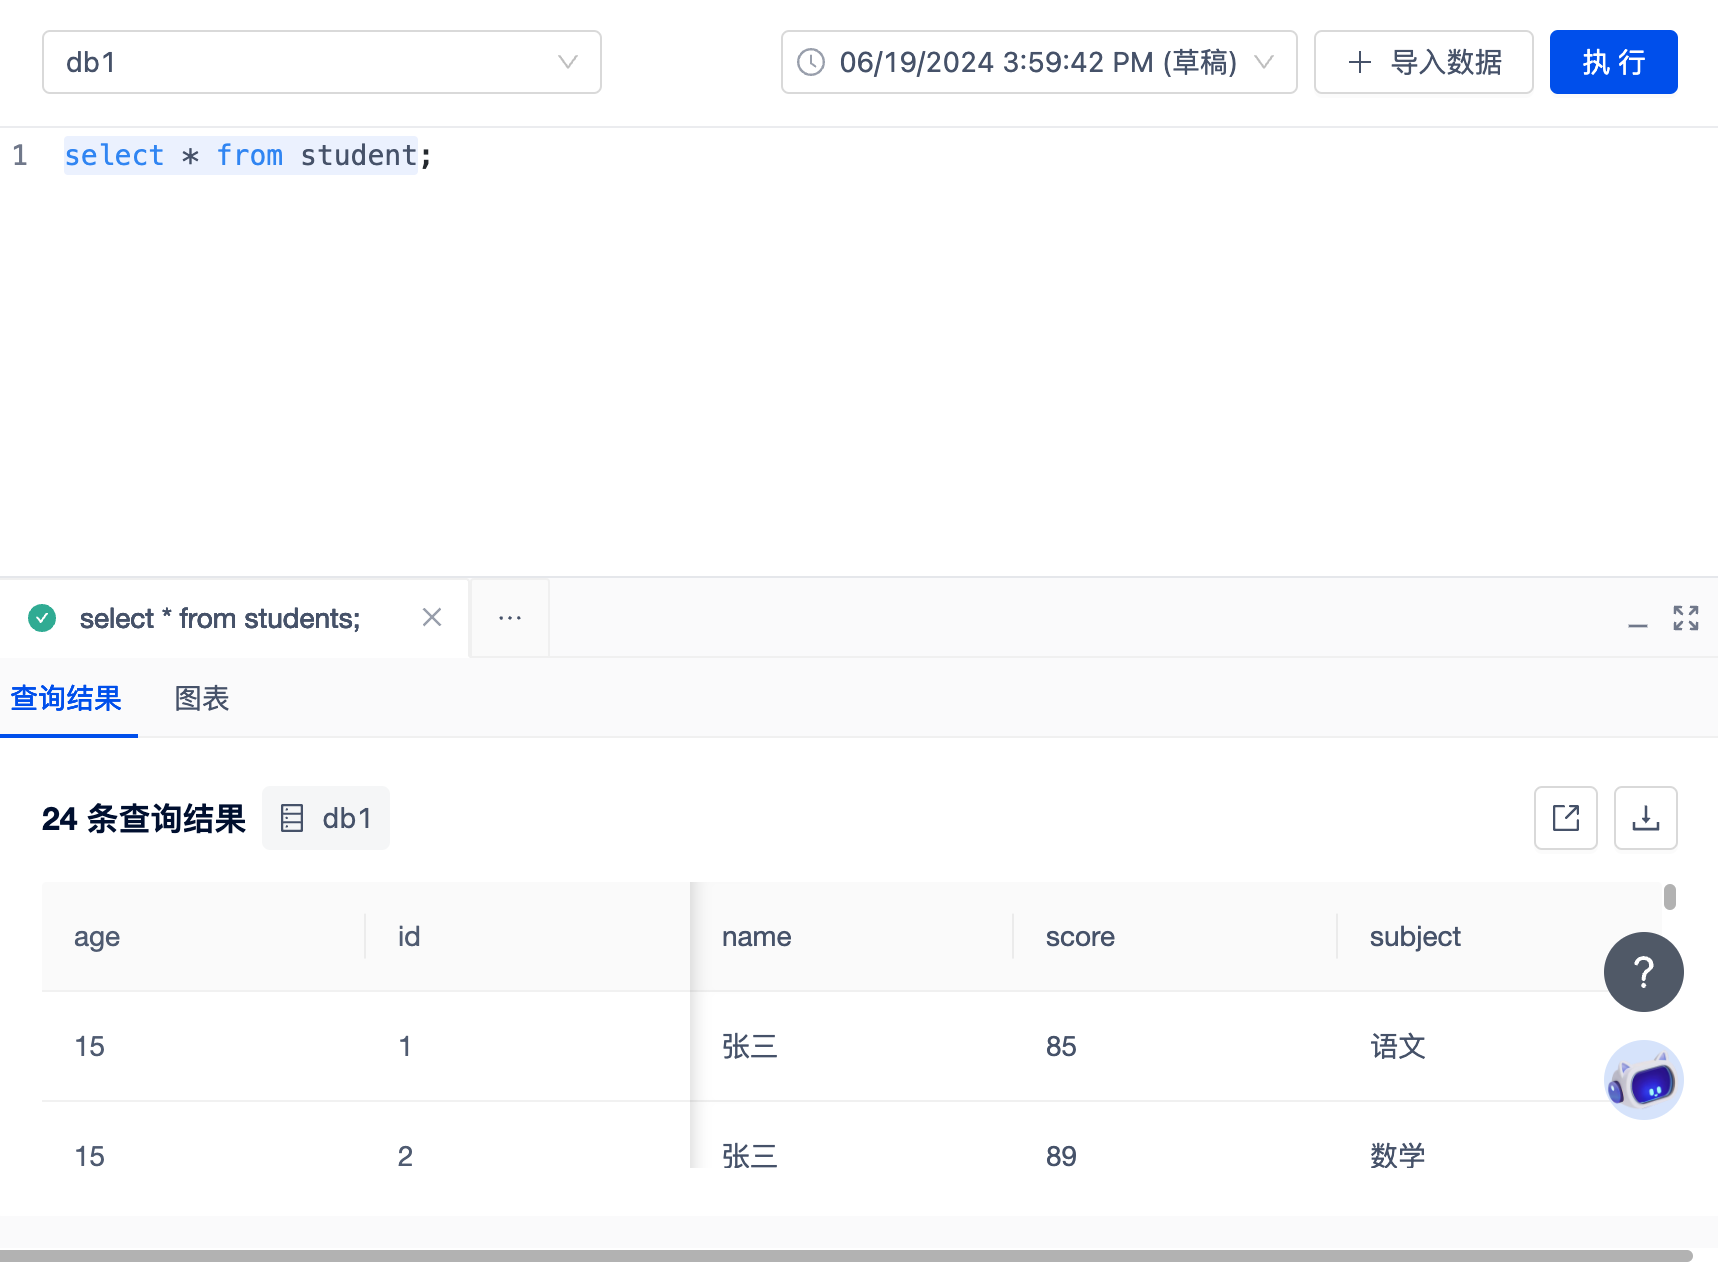 db1
06/19/2024 3:59:42 PM (草稿)
导入数据
执 行
1 select * from student;
select * from students;
查询结果 图表
24 条查询结果 db1
age id name score subject
15 1 张三 85 语文
15 2 张三 89 数学